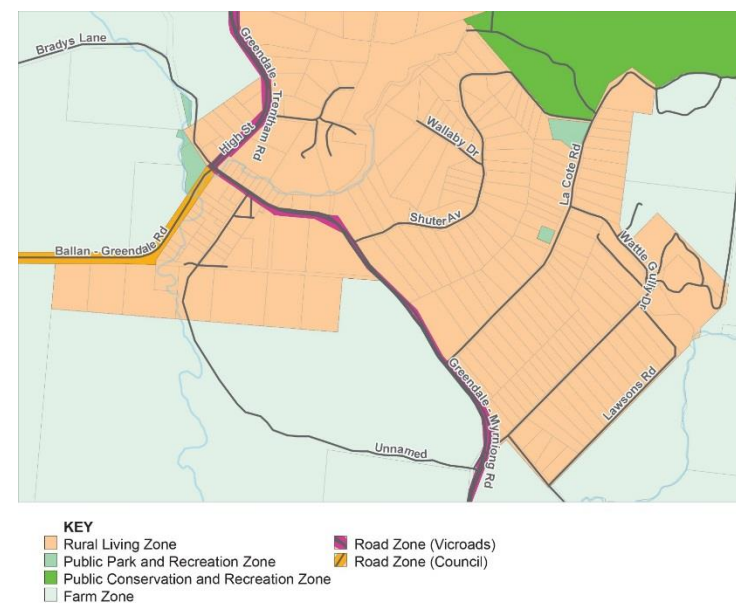 Bradys Lane
Greendale - Trentham Rd
High St
Wallaby Dr
La Cote Rd
Shuter Av
Ballan - Greendale Rd
Wattle Gully Dr
Greendale - Myrniong Rd
Lawsons Rd
Unnamed
KEY
Rural Living Zone
Public Park and Recreation Zone
Public Conservation and Recreation Zone
Farm Zone
Road Zone (Vicroads)
Road Zone (Council)